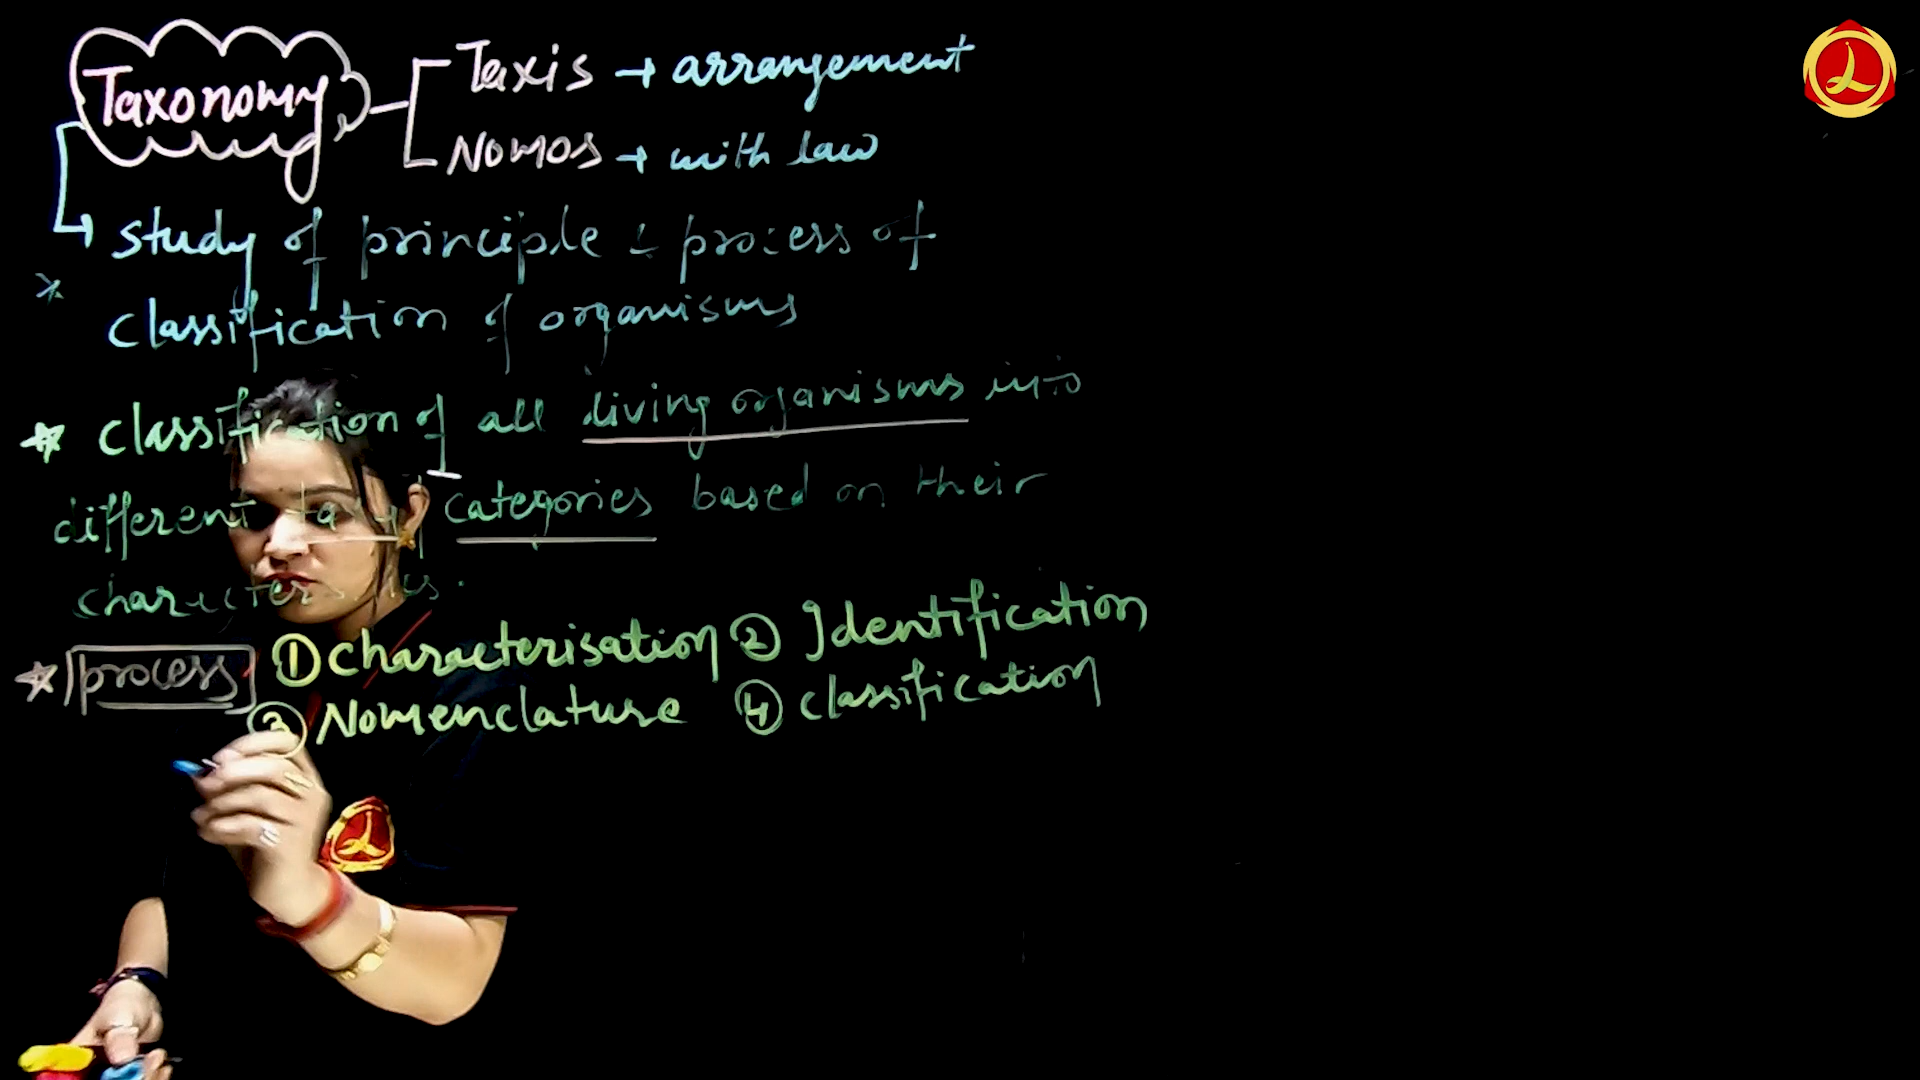 Taxonomy
Taxis → arrangement
Nomos → with law
study of principle & process of
classification of organisms
classification of all living organisms into
different categories based on their
process ① characterisation ② Identification
③ Nomenclature ④ classification